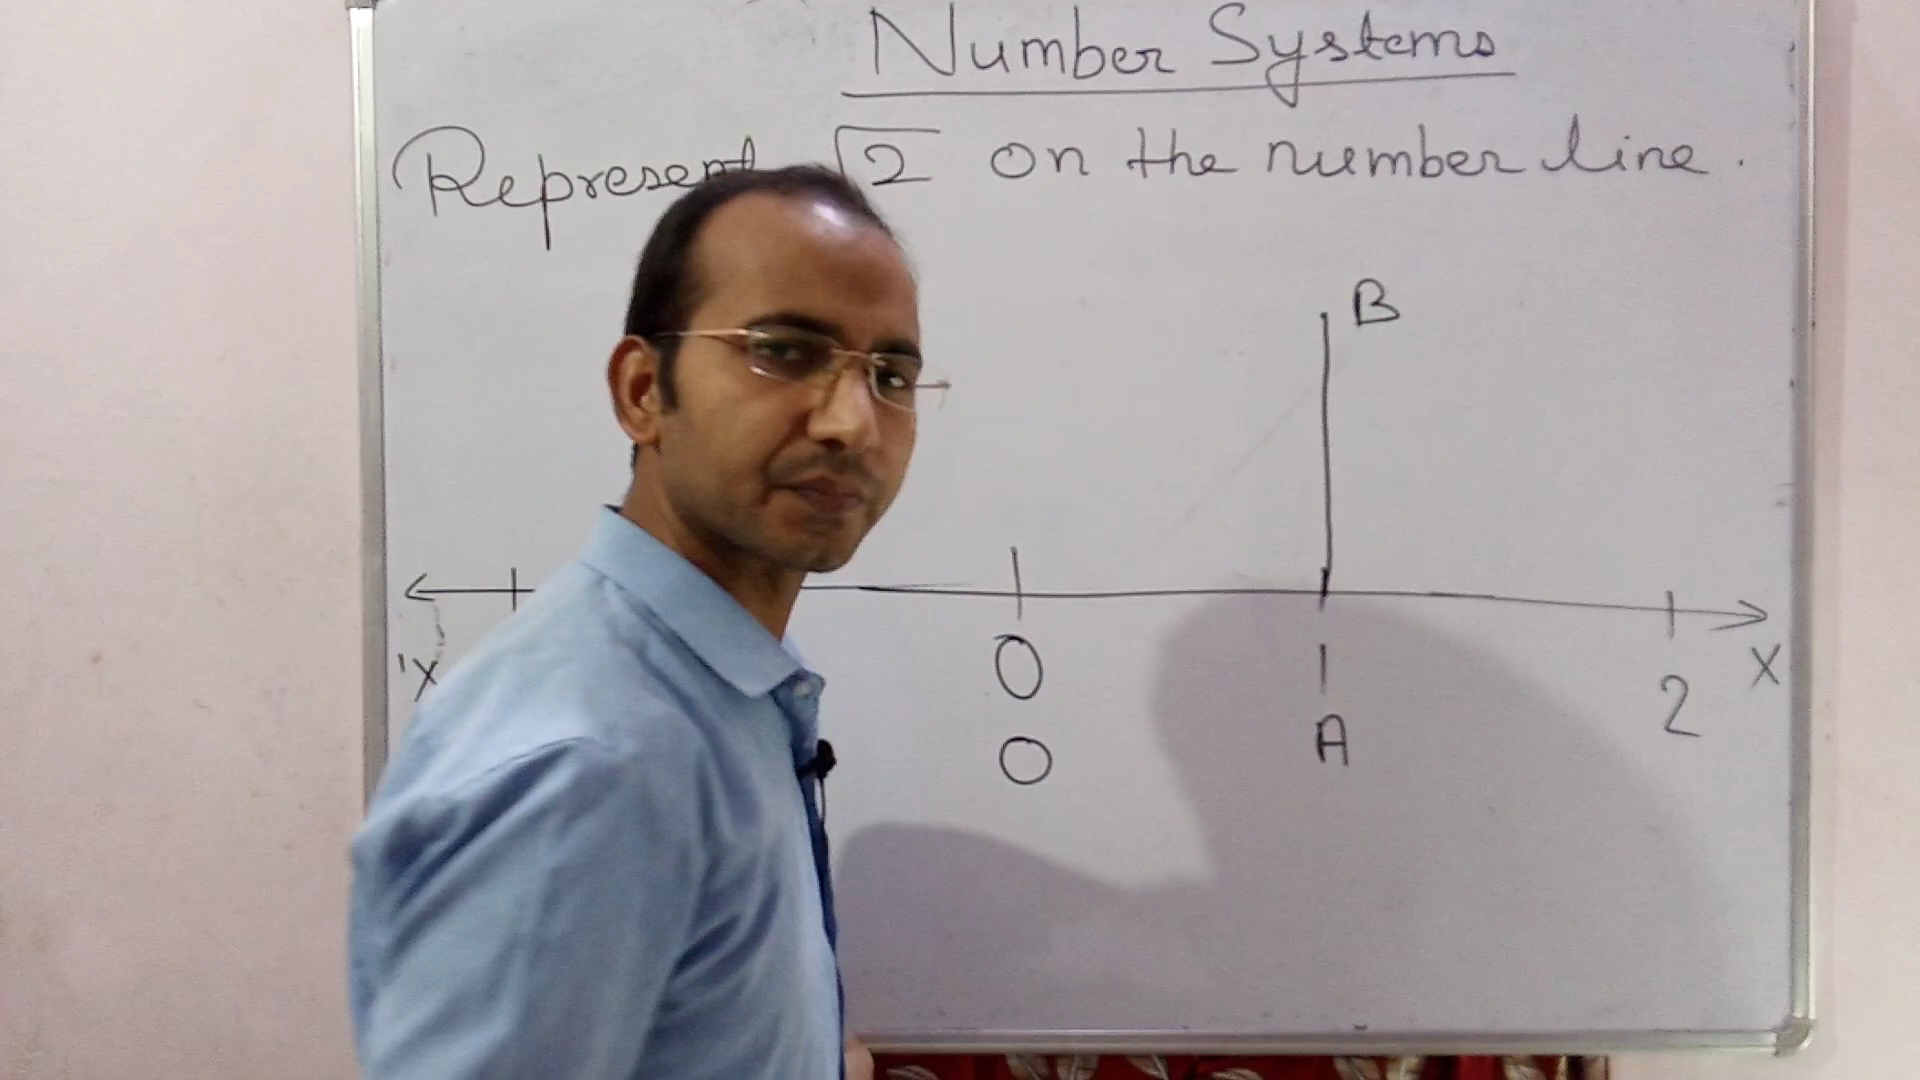 Number Systems
Represent √2 on the number line.
B
'X 0 1 2 X
O A